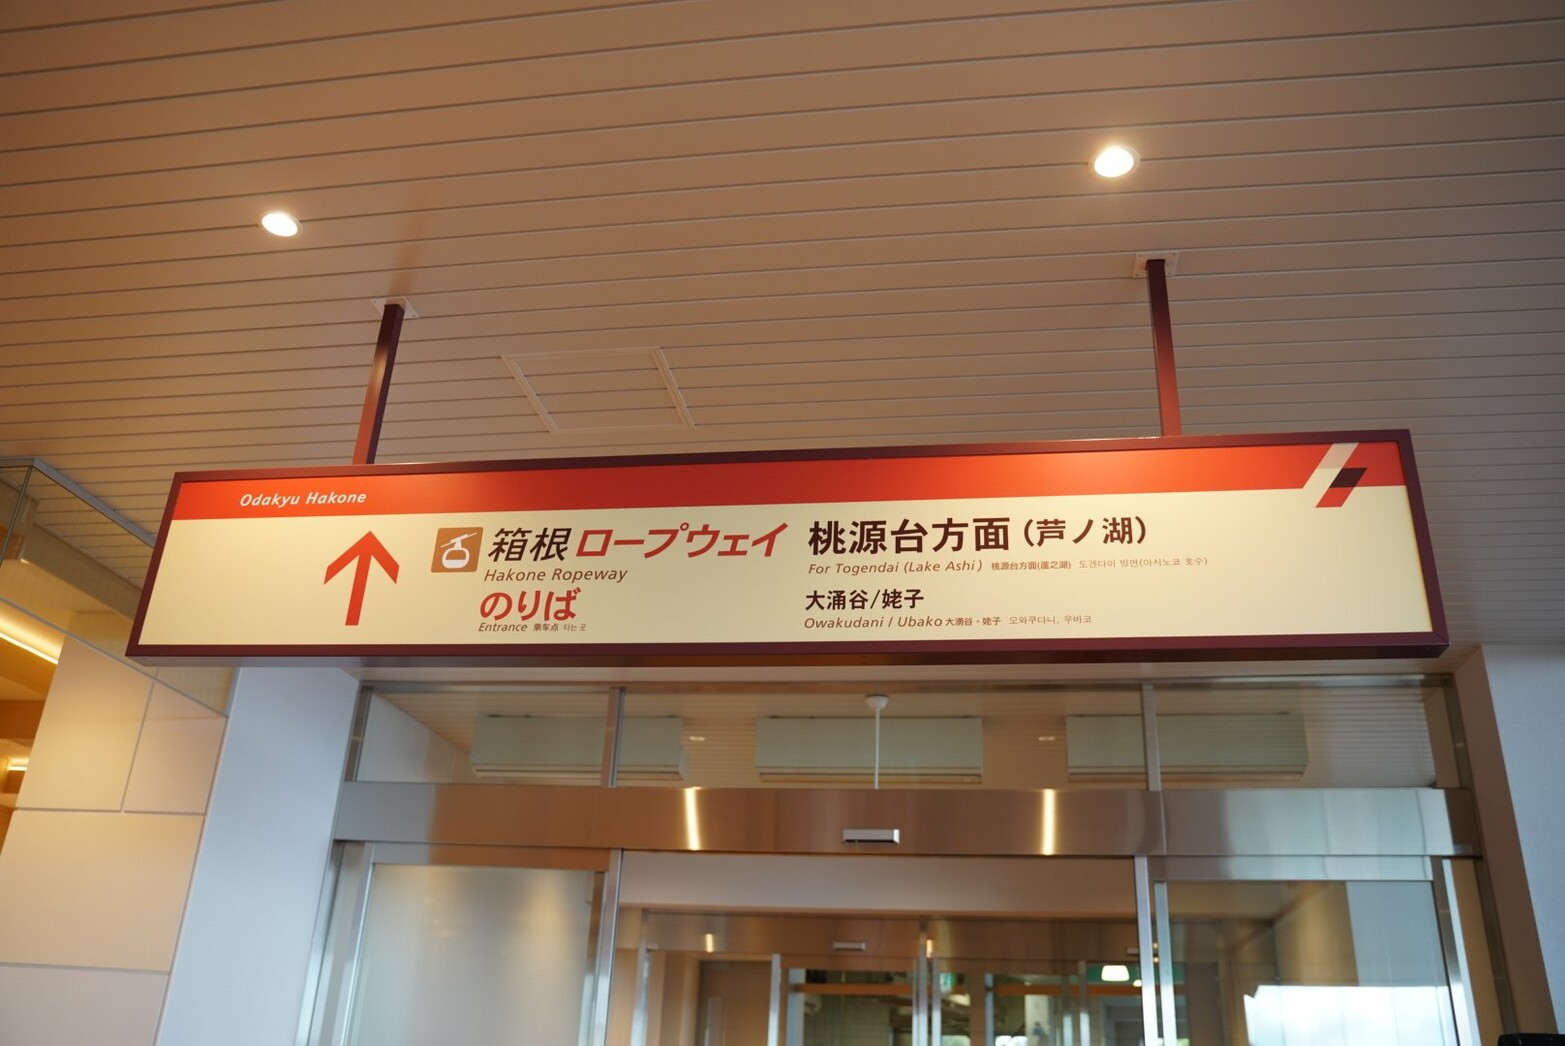 Odakyu Hakone
箱根ロープウェイ
Hakone Ropeway
のりば
Entrance 乘车点 타는 곳
桃源台方面（芦ノ湖）
For Togendai (Lake Ashi) 桃源台方面(蘆之湖) 도겐다이 방면(아시노코 호수)
大涌谷/姥子
Owakudani / Ubako 大涌谷・姥子 오와쿠다니, 우바코